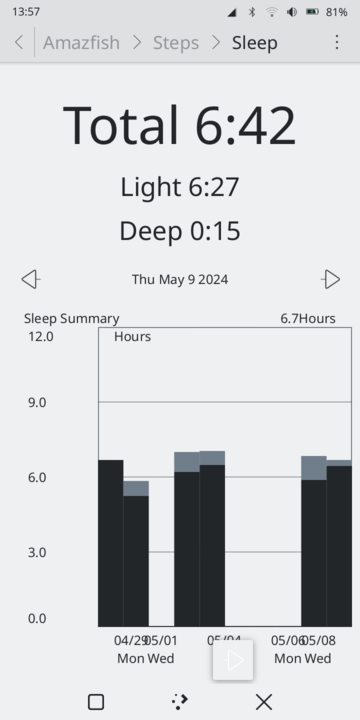 13:57 81%
Amazfish Steps Sleep
Total 6:42
Light 6:27
Deep 0:15
Thu May 9 2024
Sleep Summary 6.7Hours
12.0 Hours
9.0
6.0
3.0
0.0
04/29 05/01 05/04 05/06 05/08
Mon Wed Mon Wed